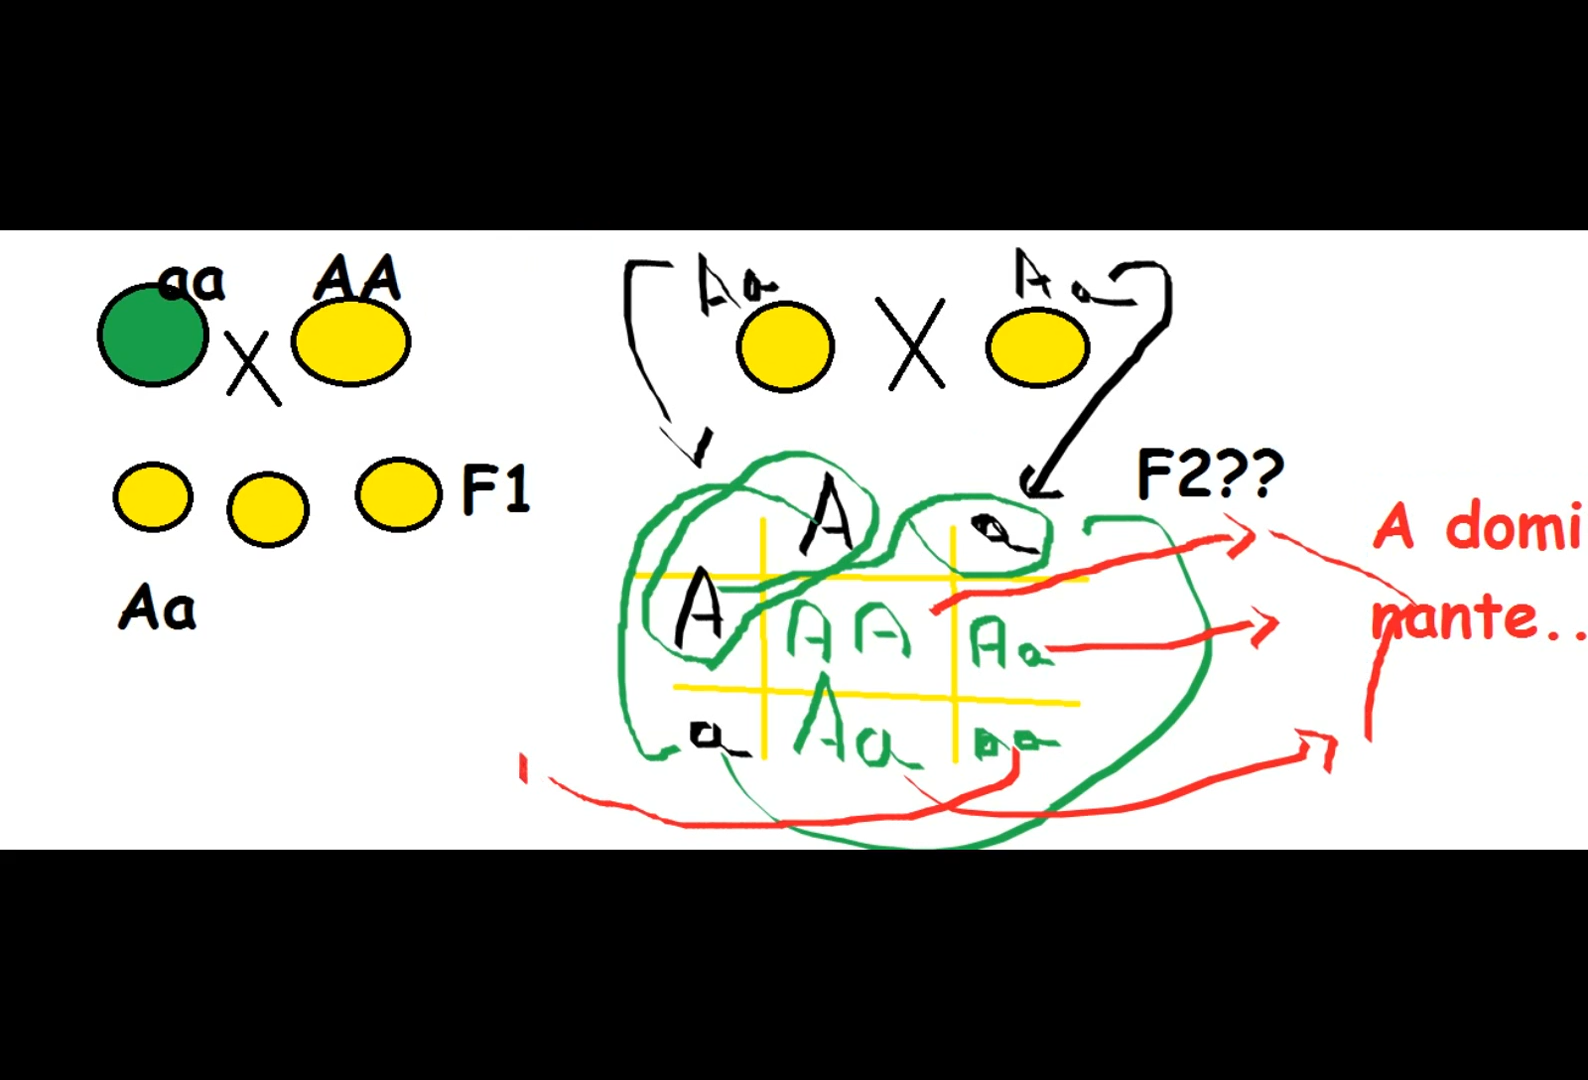 aa AA
F1
Aa
Aa Aa
F2??
A a
A AA Aa
a Aa aa
A domi
nante..